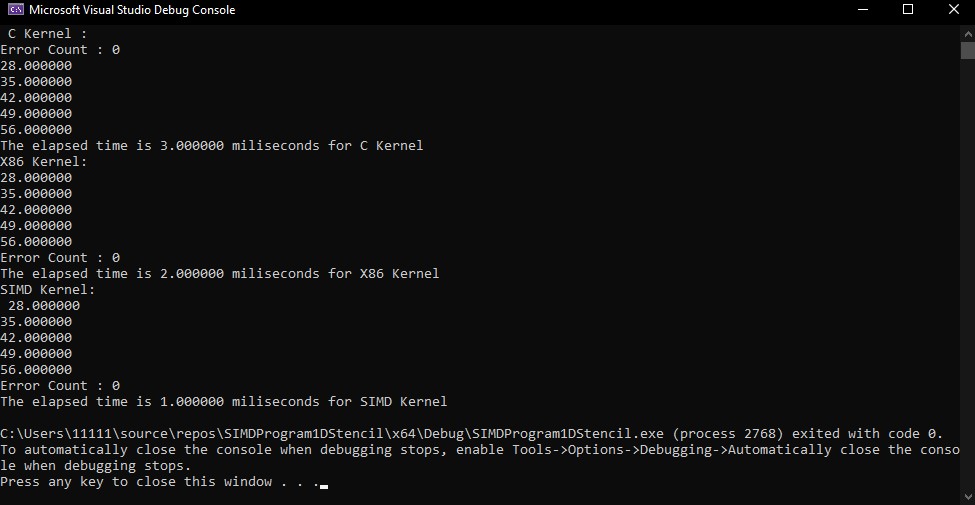 Microsoft Visual Studio Debug Console
C Kernel :
Error Count : 0
28.000000
35.000000
42.000000
49.000000
56.000000
The elapsed time is 3.000000 miliseconds for C Kernel
X86 Kernel:
28.000000
35.000000
42.000000
49.000000
56.000000
Error Count : 0
The elapsed time is 2.000000 miliseconds for X86 Kernel
SIMD Kernel:
28.000000
35.000000
42.000000
49.000000
56.000000
Error Count : 0
The elapsed time is 1.000000 miliseconds for SIMD Kernel
C:\Users\11111\source\repos\SIMDProgram1DStencil\x64\Debug\SIMDProgram1DStencil.exe (process 2768) exited with code 0.
To automatically close the console when debugging stops, enable Tools->Options->Debugging->Automatically close the conso
le when debugging stops.
Press any key to close this window . . .